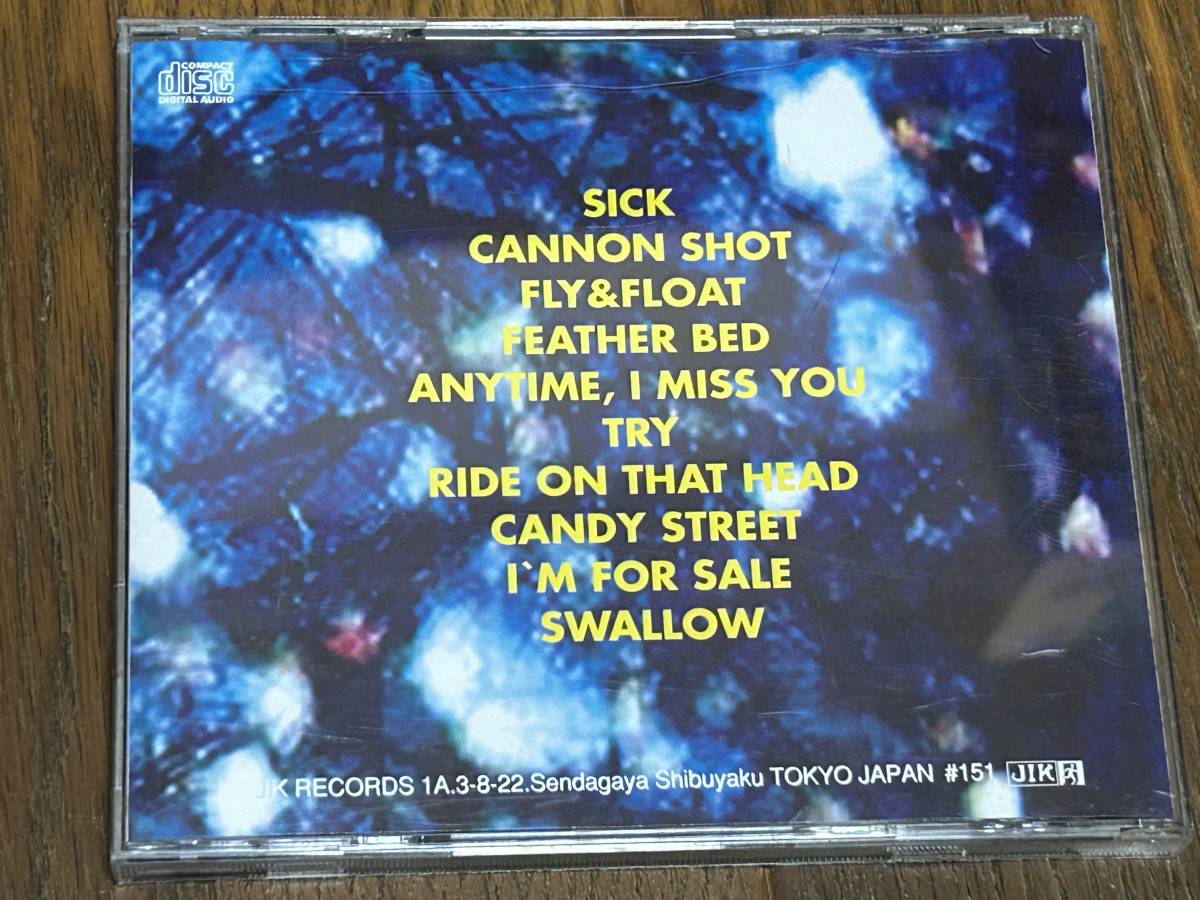 COMPACT
disc
DIGITAL AUDIO
SICK
CANNON SHOT
FLY&FLOAT
FEATHER BED
ANYTIME, I MISS YOU
TRY
RIDE ON THAT HEAD
CANDY STREET
I`M FOR SALE
SWALLOW
JIK RECORDS 1A.3-8-22.Sendagaya Shibuyaku TOKYO JAPAN #151 JIK